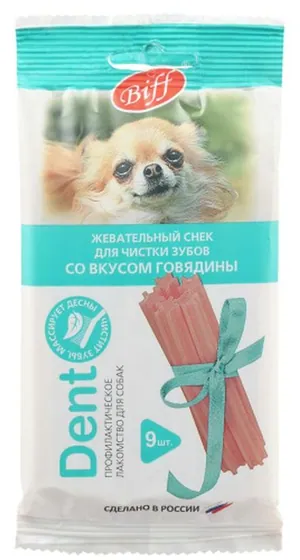 Biff
ЖЕВАТЕЛЬНЫЙ СНЕК
ДЛЯ ЧИСТКИ ЗУБОВ
СО ВКУСОМ ГОВЯДИНЫ
МАССИРУЕТ ДЕСНЫ
ЧИСТИТ ЗУБЫ
Dent
ПРОФИЛАКТИЧЕСКОЕ
ЛАКОМСТВО ДЛЯ СОБАК
9 шт.
СДЕЛАНО В РОССИИ